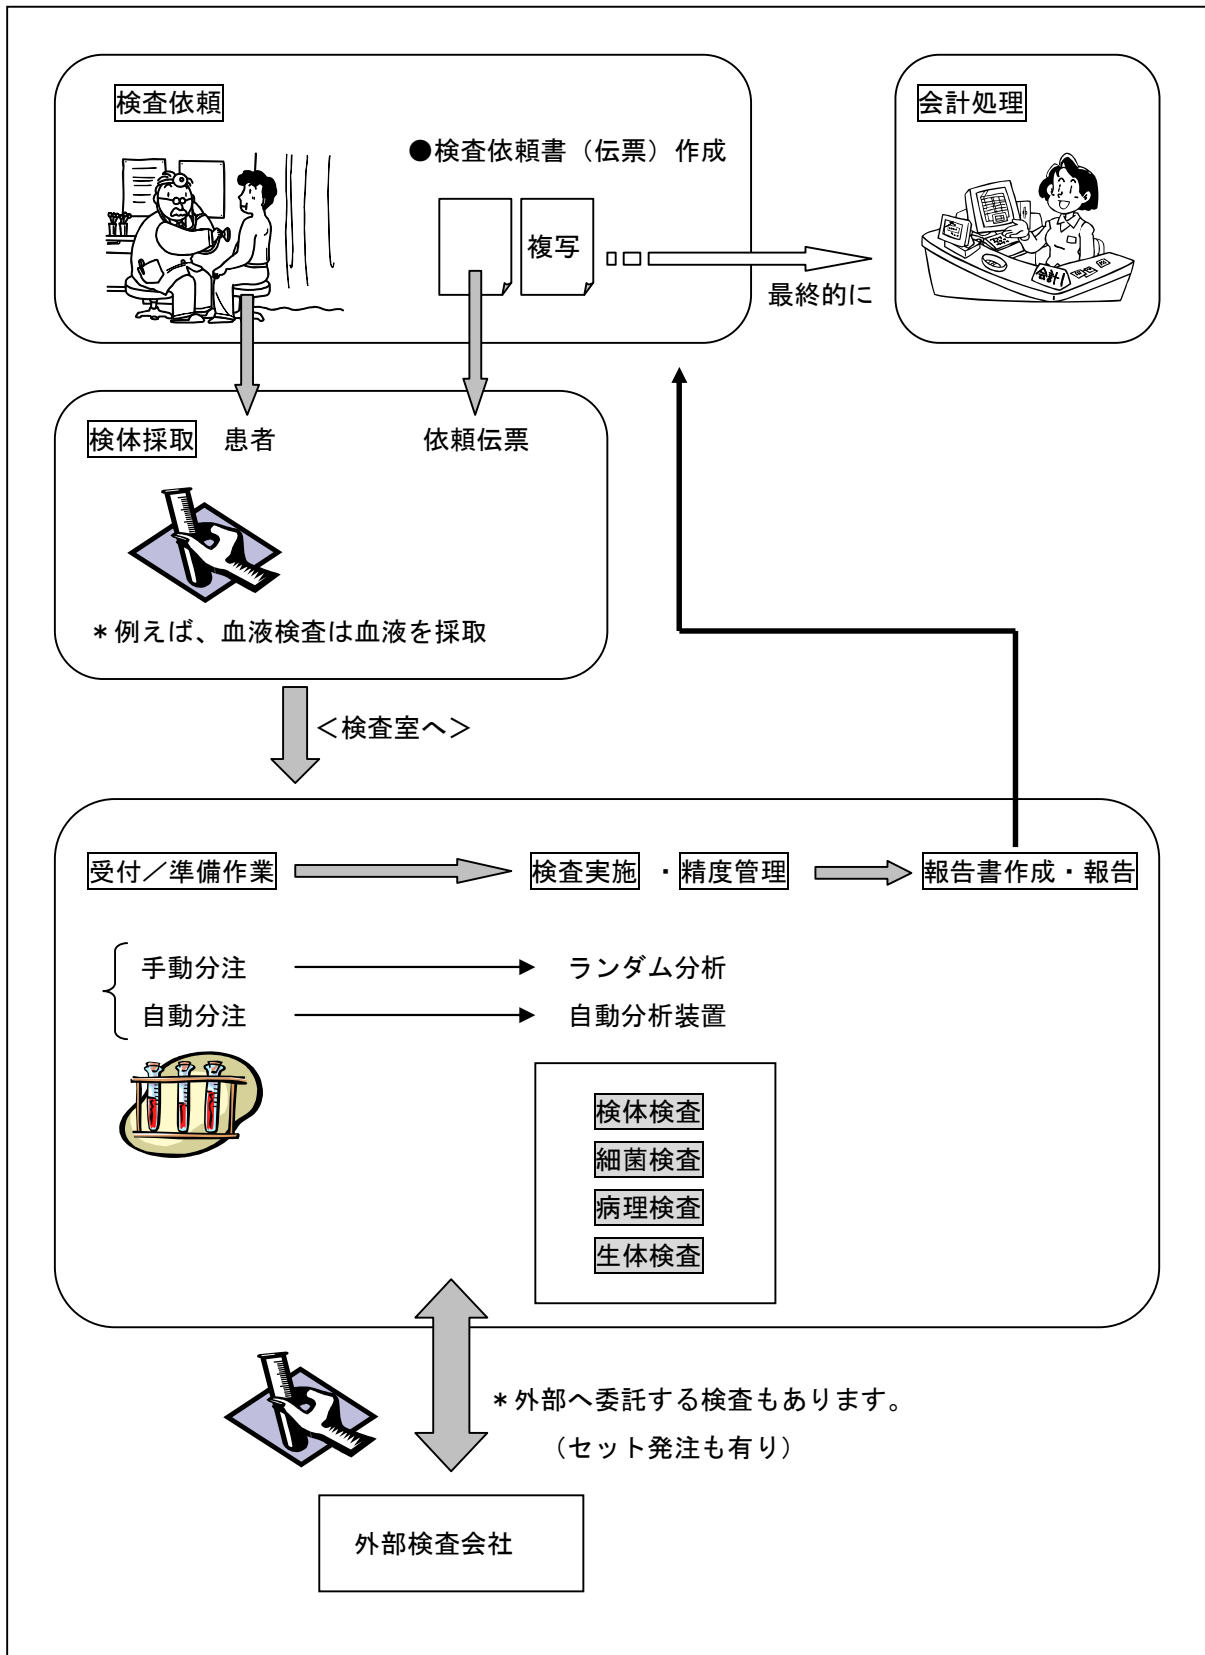 検査依頼
●検査依頼書（伝票）作成
複写
最終的に
会計処理
会計！
検体採取 患者 依頼伝票
＊例えば、血液検査は血液を採取
＜検査室へ＞
受付／準備作業 検査実施 ・精度管理 報告書作成・報告
手動分注 ランダム分析
自動分注 自動分析装置
検体検査
細菌検査
病理検査
生体検査
＊外部へ委託する検査もあります。
（セット発注も有り）
外部検査会社